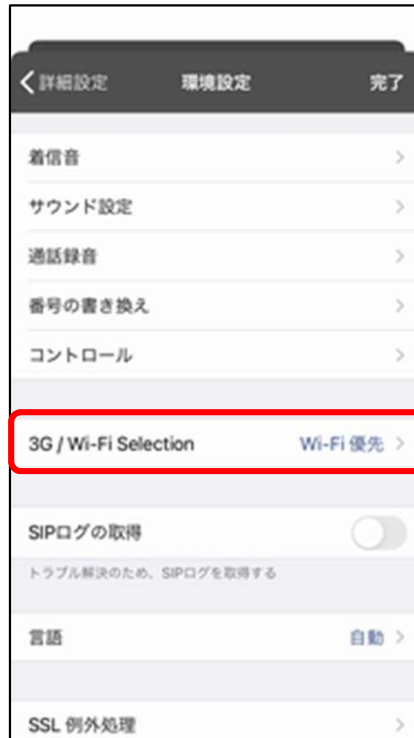 詳細設定 環境設定 完了
着信音
サウンド設定
通話録音
番号の書き換え
コントロール
3G / Wi-Fi Selection Wi-Fi 優先
SIPログの取得
トラブル解決のため、SIPログを取得する
言語 自動
SSL 例外処理